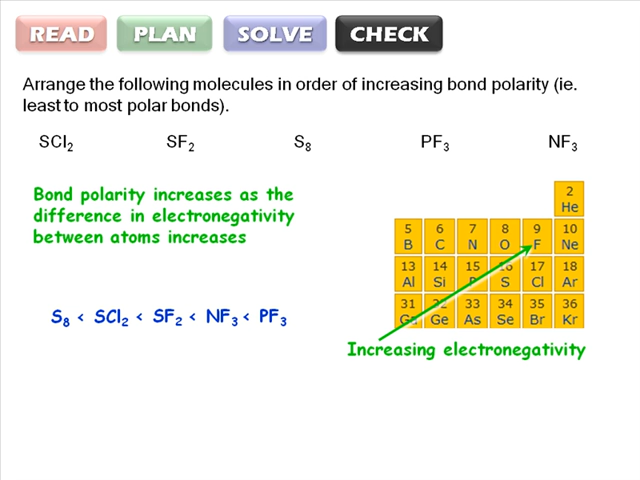 READ PLAN SOLVE CHECK
Arrange the following molecules in order of increasing bond polarity (ie.
least to most polar bonds).
SCl₂ SF₂ S₈ PF₃ NF₃
Bond polarity increases as the
difference in electronegativity
between atoms increases
2
He
5 6 7 8 9 10
B C N O F Ne
13 14 15 16 17 18
Al Si P S Cl Ar
31 32 33 34 35 36
Ga Ge As Se Br Kr
S₈ < SCl₂ < SF₂ < NF₃ < PF₃
Increasing electronegativity